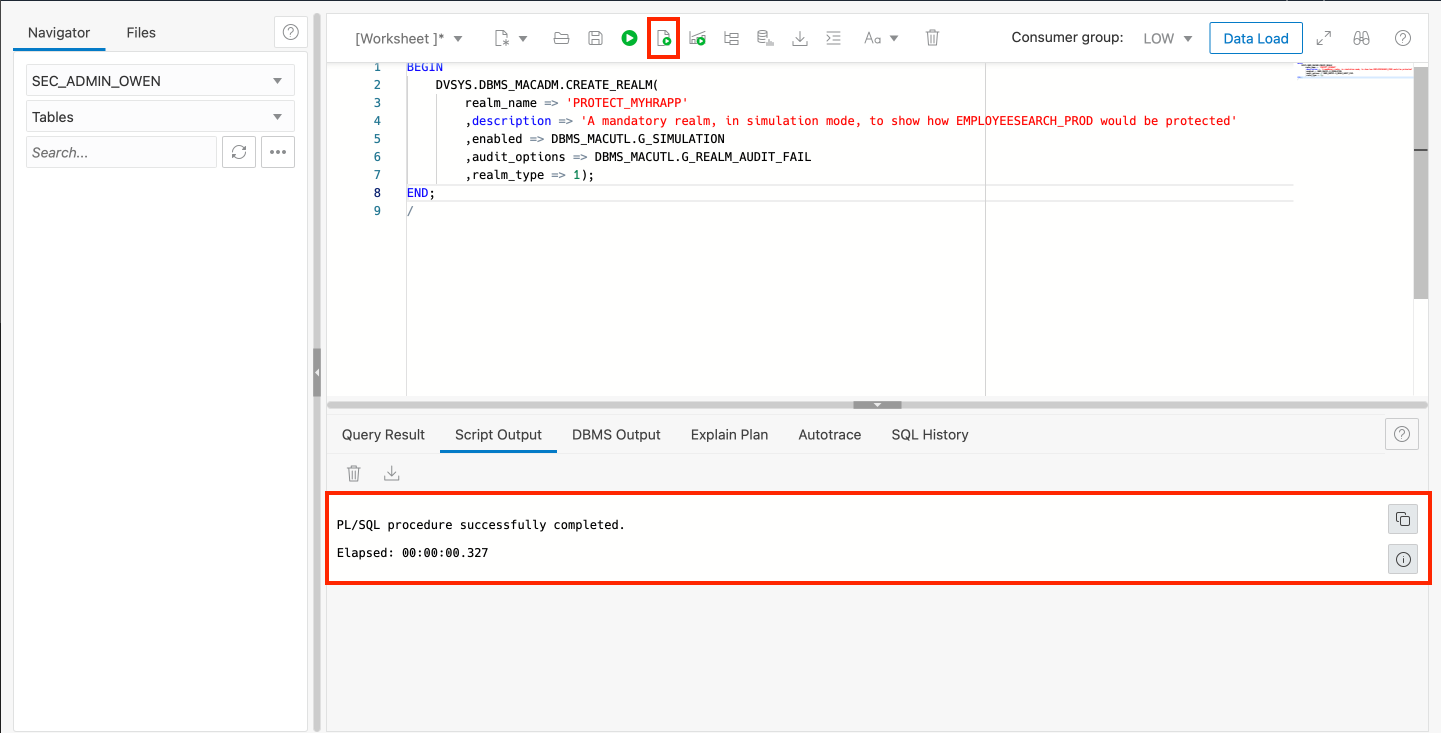 Navigator Files
[Worksheet ]* Aa Consumer group: LOW Data Load
SEC_ADMIN_OWEN
Tables
Search...
1 BEGIN
2 DVSYS.DBMS_MACADM.CREATE_REALM(
3 realm_name => 'PROTECT_MYHRAPP'
4 ,description => 'A mandatory realm, in simulation mode, to show how EMPLOYEESEARCH_PROD would be protected'
5 ,enabled => DBMS_MACUTL.G_SIMULATION
6 ,audit_options => DBMS_MACUTL.G_REALM_AUDIT_FAIL
7 ,realm_type => 1);
8 END;
9 /
Query Result Script Output DBMS Output Explain Plan Autotrace SQL History
PL/SQL procedure successfully completed.
Elapsed: 00:00:00.327